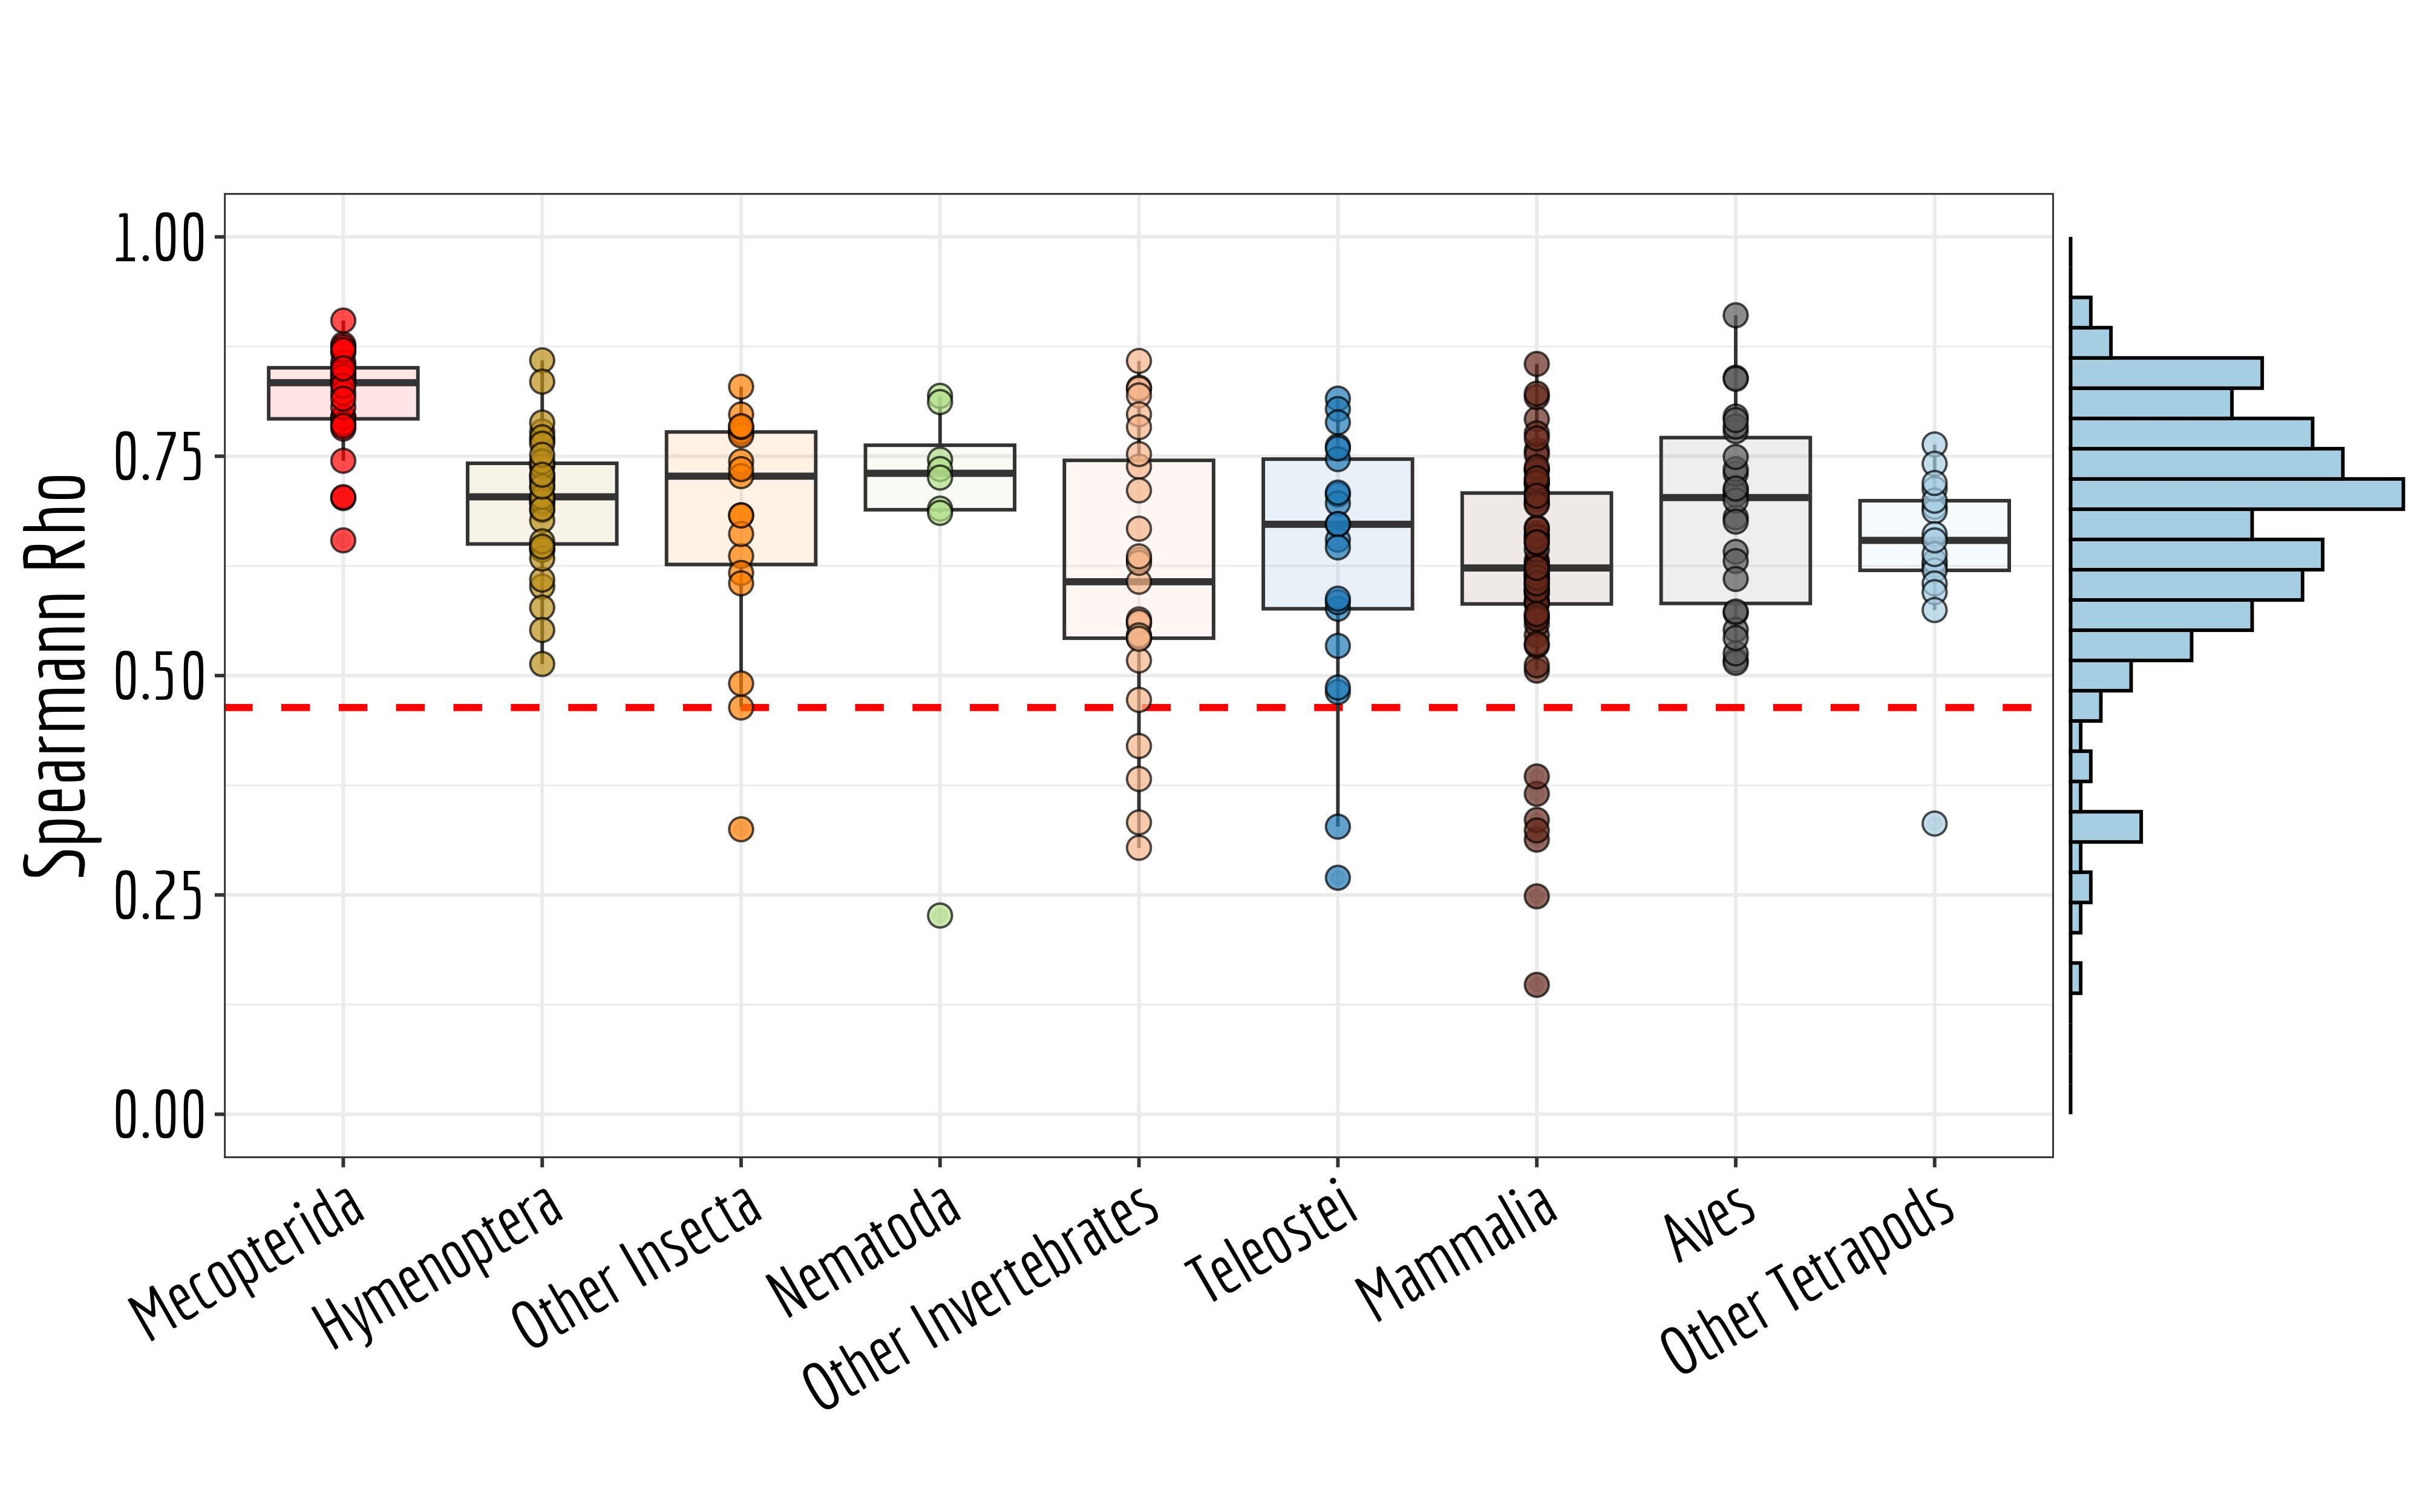 Spearmann Rho
1.00
0.75
0.50
0.25
0.00
Mecopterida
Hymenoptera
Other Insecta
Nematoda
Other Invertebrates
Teleostei
Mammalia
Aves
Other Tetrapods